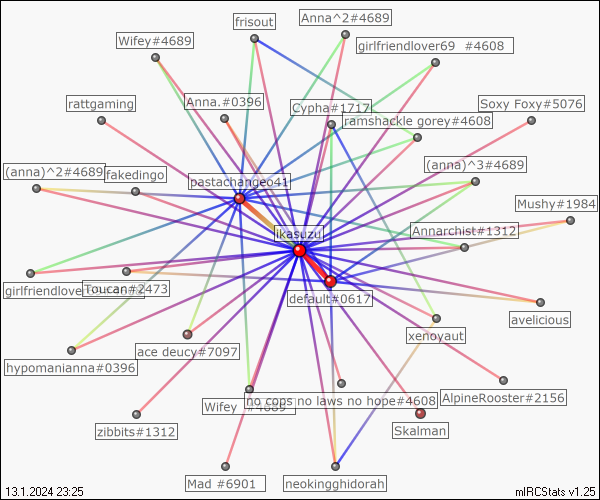 frisout
Anna^2#4689
Wifey#4689
girlfriendlover69 #4608
rattgaming
Anna.#0396
Cypha#1717
Soxy Foxy#5076
ramshackle gorey#4608
(anna)^2#4689
fakedingo
(anna)^3#4689
pastachangeo41
Mushy#1984
ikasuzu
Annarchist#1312
girlfriendlover
Toucan#2473
default#0617
avelicious
xenoyaut
hypomanianna#0396
ace deucy#7097
Wifey #4689
no cops no laws no hope#4608
AlpineRooster#2156
zibbits#1312
Skalman
Mad #6901
neokingghidorah
13.1.2024 23:25
mIRCStats v1.25